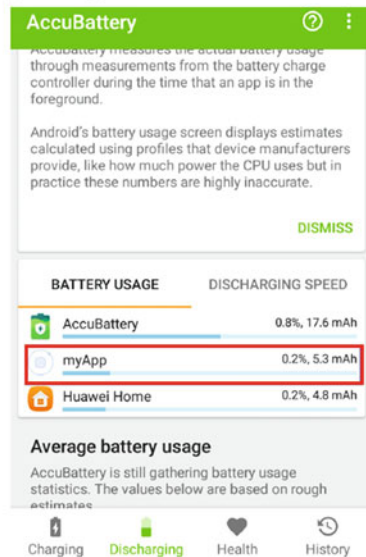 AccuBattery
AccuBattery measures the actual battery usage
through measurements from the battery charge
controller during the time that an app is in the
foreground.
Android's battery usage screen displays estimates
calculated using profiles that device manufacturers
provide, like how much power the CPU uses but in
practice these numbers are highly inaccurate.
DISMISS
BATTERY USAGE DISCHARGING SPEED
AccuBattery 0.8%, 17.6 mAh
myApp 0.2%, 5.3 mAh
Huawei Home 0.2%, 4.8 mAh
Average battery usage
AccuBattery is still gathering battery usage
statistics. The values below are based on rough
estimates
Charging Discharging Health History